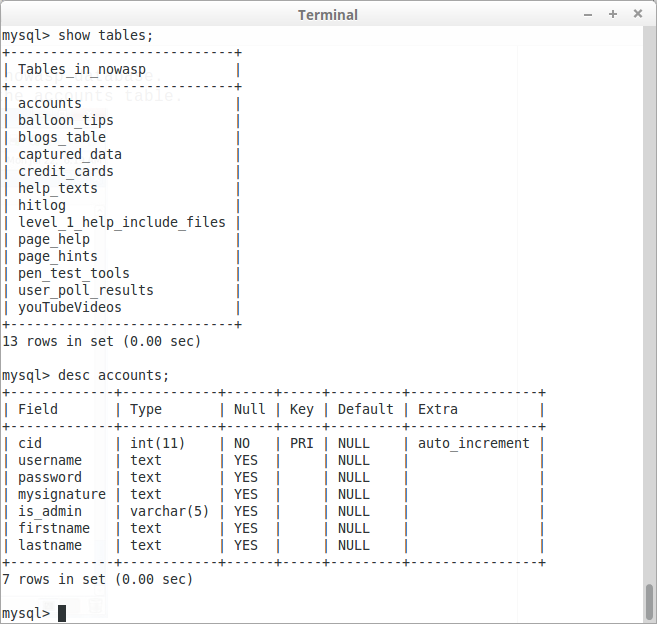 Terminal
mysql> show tables;
+----------------------------+
| Tables_in_nowasp           |
+----------------------------+
| accounts                   |
| balloon_tips               |
| blogs_table                |
| captured_data              |
| credit_cards               |
| help_texts                 |
| hitlog                     |
| level_1_help_include_files |
| page_help                  |
| page_hints                 |
| pen_test_tools             |
| user_poll_results          |
| youTubeVideos              |
+----------------------------+
13 rows in set (0.00 sec)
mysql> desc accounts;
+-------------+------------+------+-----+---------+----------------+
| Field       | Type       | Null | Key | Default | Extra          |
+-------------+------------+------+-----+---------+----------------+
| cid         | int(11)    | NO   | PRI | NULL    | auto_increment |
| username    | text       | YES  |     | NULL    |                |
| password    | text       | YES  |     | NULL    |                |
| mysignature | text       | YES  |     | NULL    |                |
| is_admin    | varchar(5) | YES  |     | NULL    |                |
| firstname   | text       | YES  |     | NULL    |                |
| lastname    | text       | YES  |     | NULL    |                |
+-------------+------------+------+-----+---------+----------------+
7 rows in set (0.00 sec)
mysql>